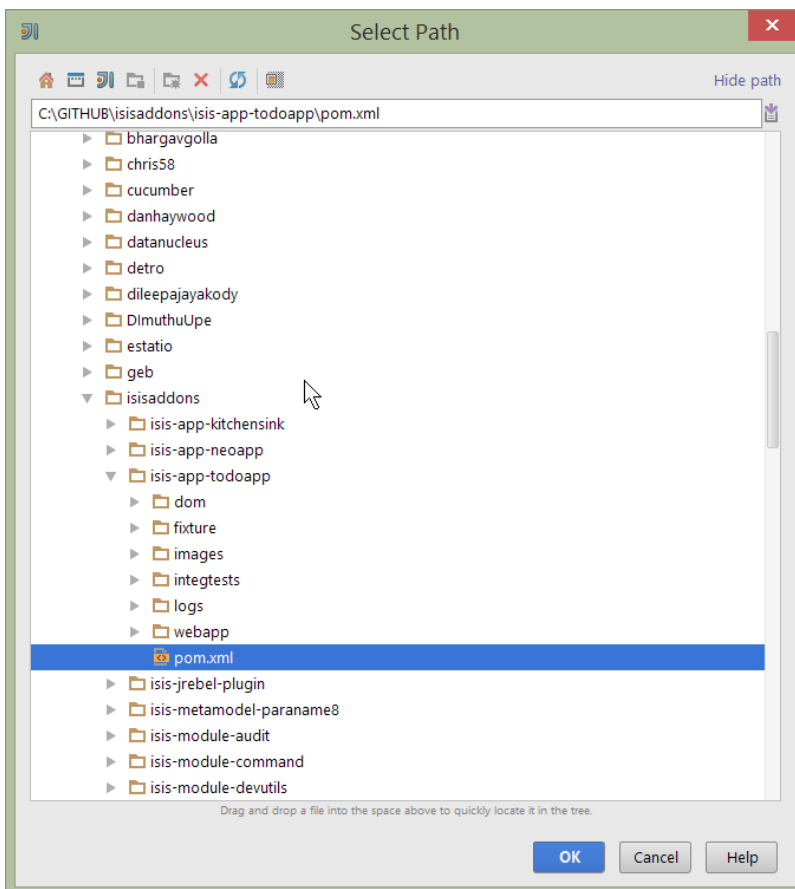 Select Path
Hide path
C:\GITHUB\isisaddons\isis-app-todoapp\pom.xml
bhargavgolla
chris58
cucumber
danhaywood
datanucleus
detro
dileepajayakody
DImuthuUpe
estatio
geb
isisaddons
isis-app-kitchensink
isis-app-neoapp
isis-app-todoapp
dom
fixture
images
integtests
logs
webapp
pom.xml
isis-jrebel-plugin
isis-metamodel-paraname8
isis-module-audit
isis-module-command
isis-module-devutils
Drag and drop a file into the space above to quickly locate it in the tree.
OK Cancel Help